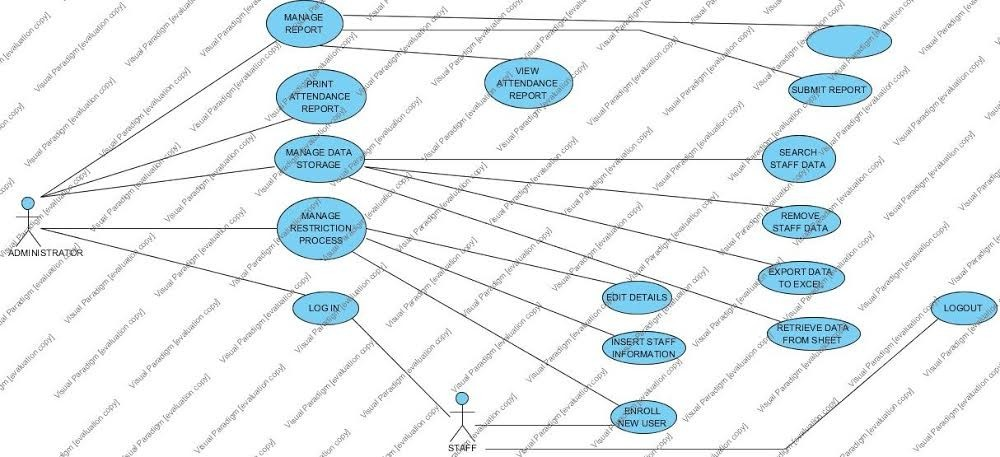 MANAGE
REPORT
VIEW
ATTENDANCE
REPORT
SUBMIT REPORT
PRINT
ATTENDANCE
REPORT
MANAGE DATA
STORAGE
SEARCH
STAFF DATA
MANAGE
RESTRICTION
PROCESS
REMOVE
STAFF DATA
ADMINISTRATOR
EXPORT DATA
TO EXCEL
EDIT DETAILS
LOG IN
LOGOUT
RETRIEVE DATA
FROM SHEET
INSERT STAFF
INFORMATION
ENROLL
NEW USER
STAFF
Visual Paradigm [evaluation copy]